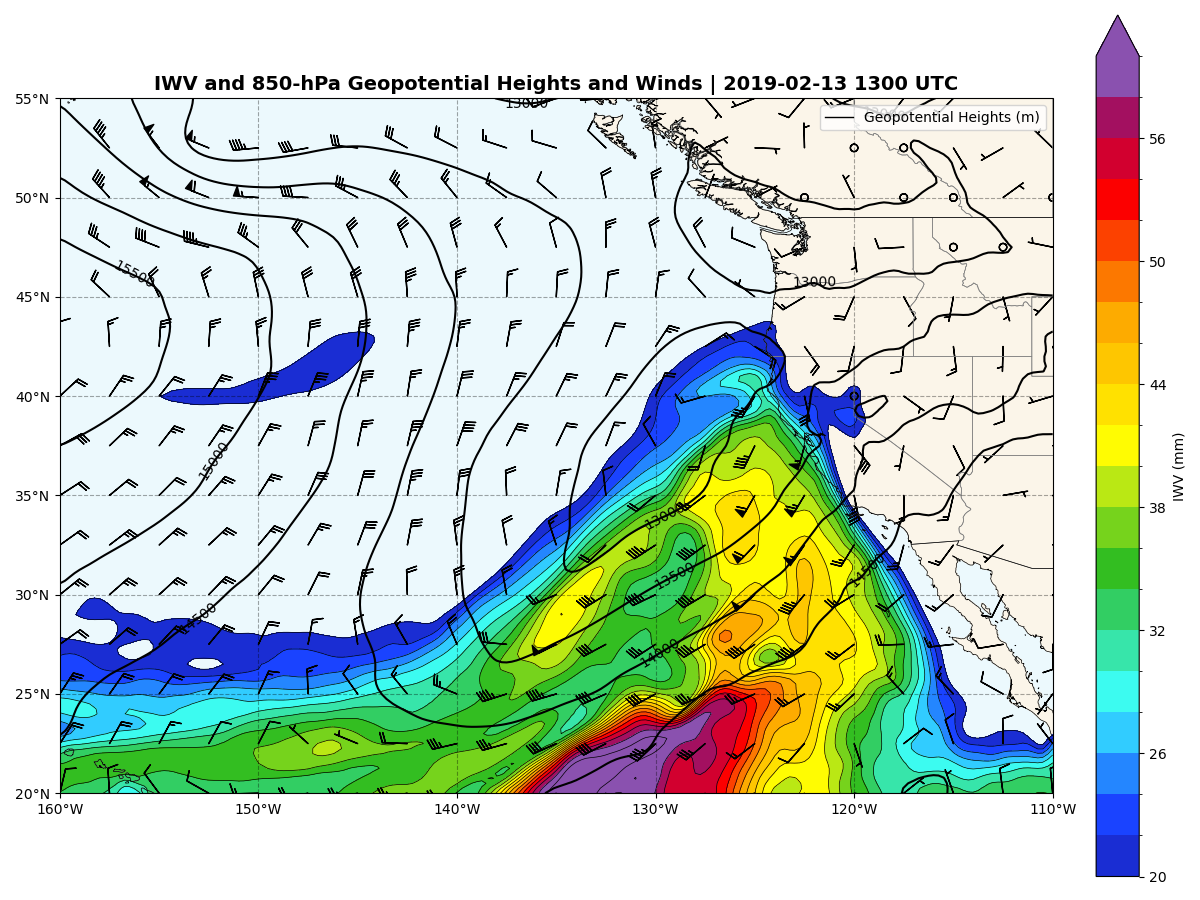 IWV and 850-hPa Geopotential Heights and Winds | 2019-02-13 1300 UTC
55°N
50°N
45°N
40°N
35°N
30°N
25°N
20°N
160°W
150°W
140°W
130°W
120°W
110°W
Geopotential Heights (m)
13000
15500
13000
15000
13000
13500
14500
14500
14000
56
50
44
38
32
26
20
IWV (mm)